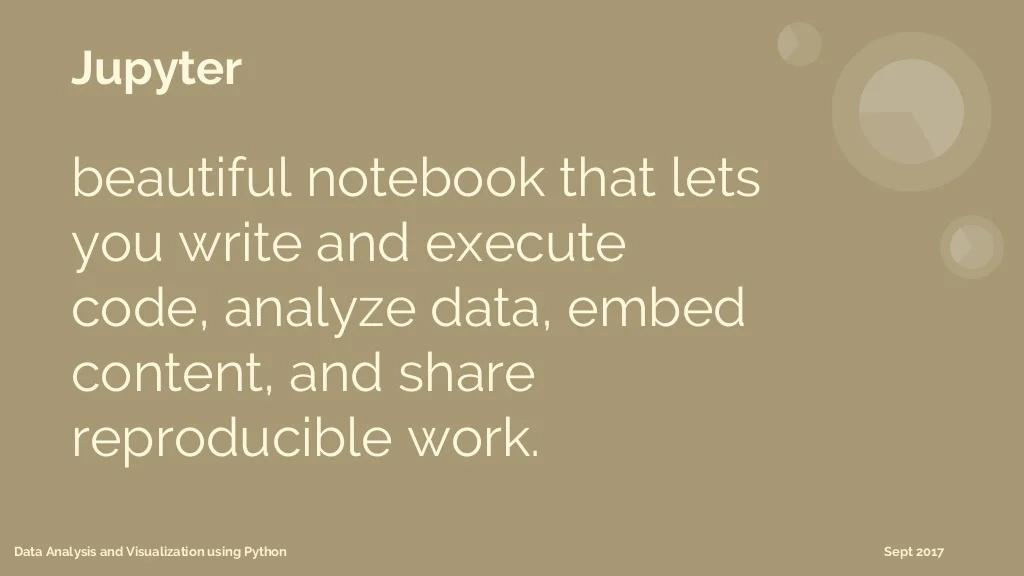 Jupyter
beautiful notebook that lets
you write and execute
code, analyze data, embed
content, and share
reproducible work.
Data Analysis and Visualization using Python
Sept 2017